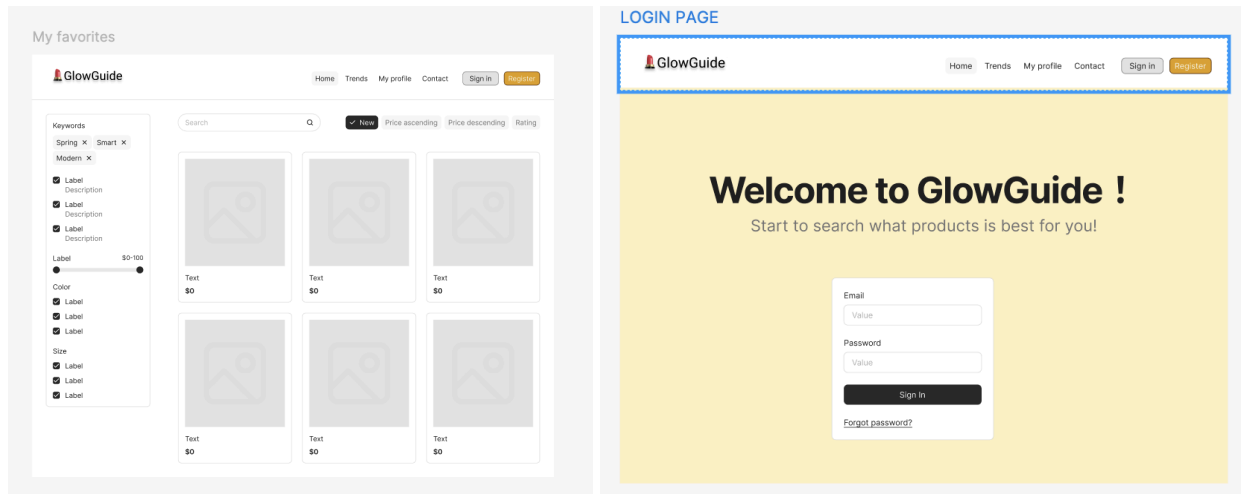 My favorites
GlowGuide
Home Trends My profile Contact Sign in Register
Keywords
Spring Smart
Modern
Label
Description
Label
Description
Label
Description
Label $0-100
Color
Label
Label
Label
Size
Label
Label
Label
Search
New Price ascending Price descending Rating
Text Text Text
$0 $0 $0
Text Text Text
$0 $0 $0
LOGIN PAGE
GlowGuide
Home Trends My profile Contact Sign in Register
Welcome to GlowGuide！
Start to search what products is best for you!
Email
Value
Password
Value
Sign In
Forgot password?